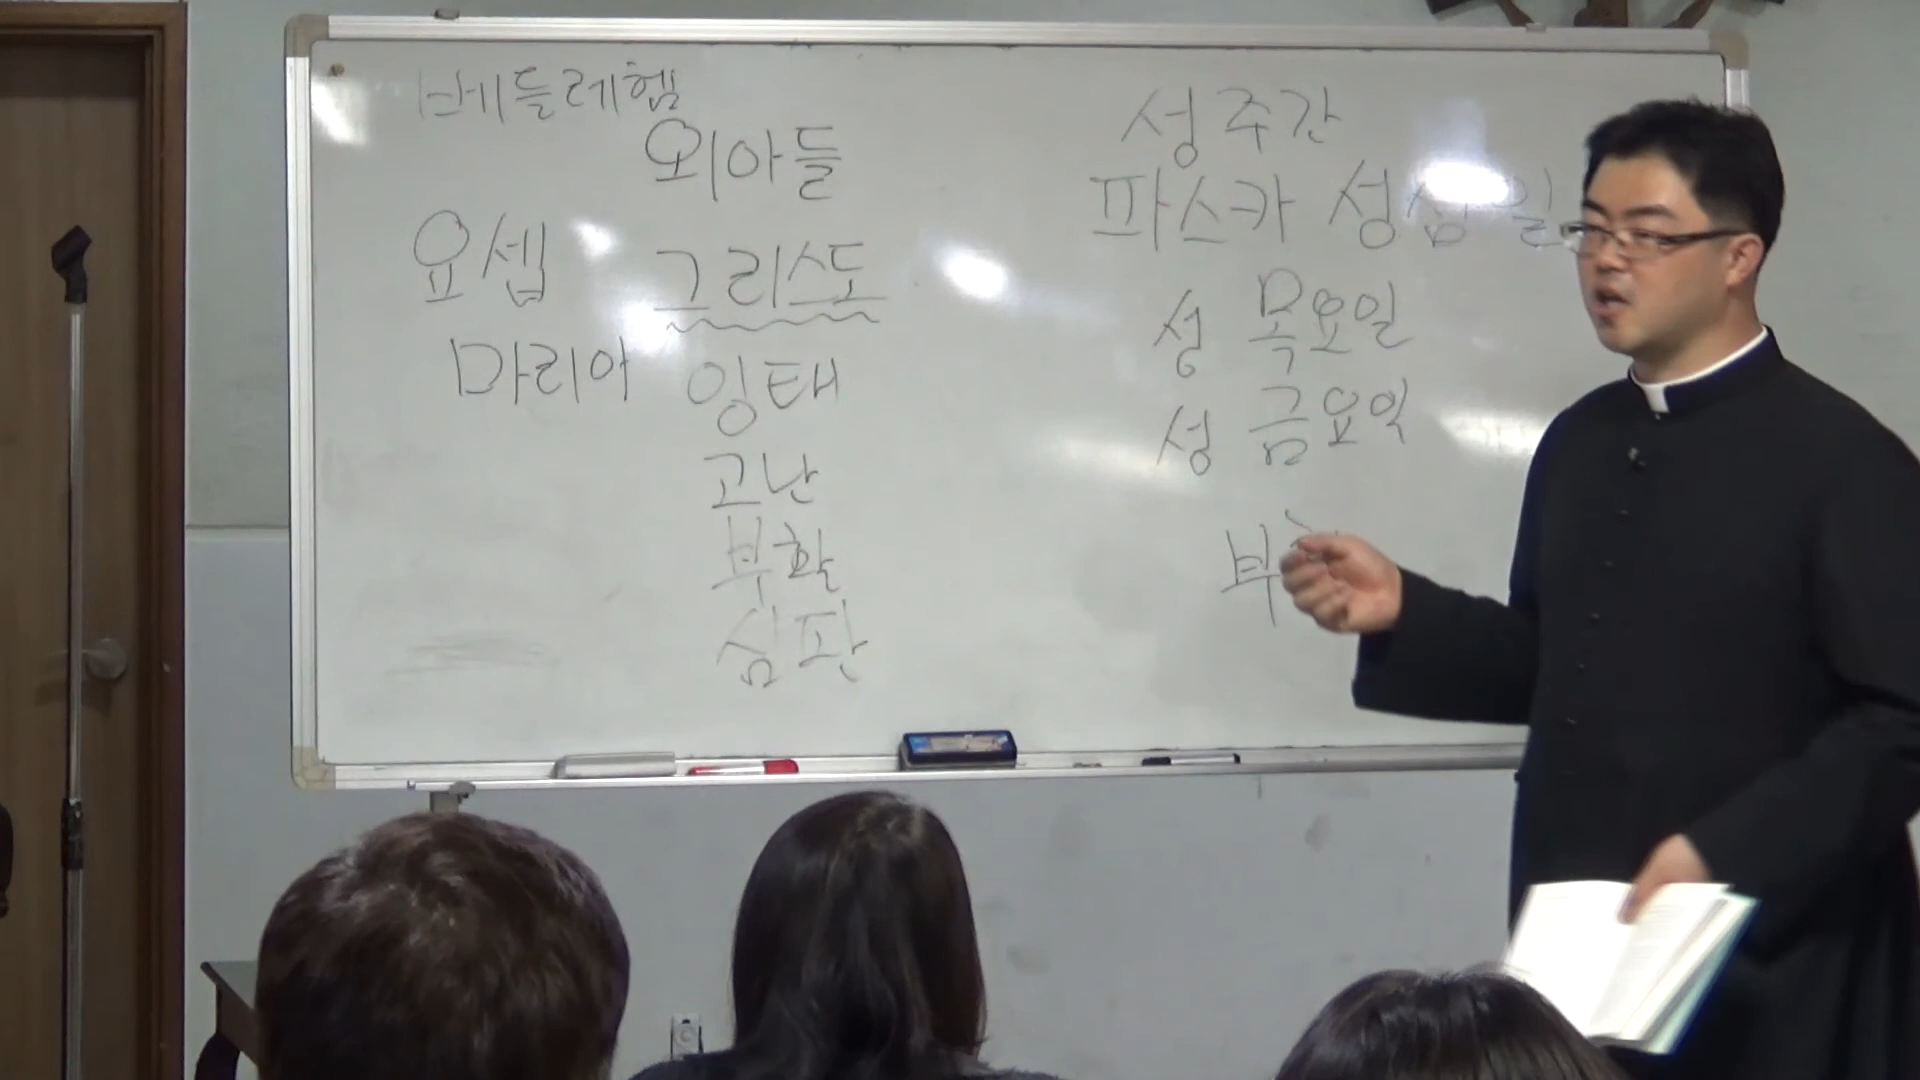 베들레헴
외아들
요셉 그리스도
마리아 잉태
고난
부활
심판
성주간
파스카 성삼일
성 목요일
성 금요일